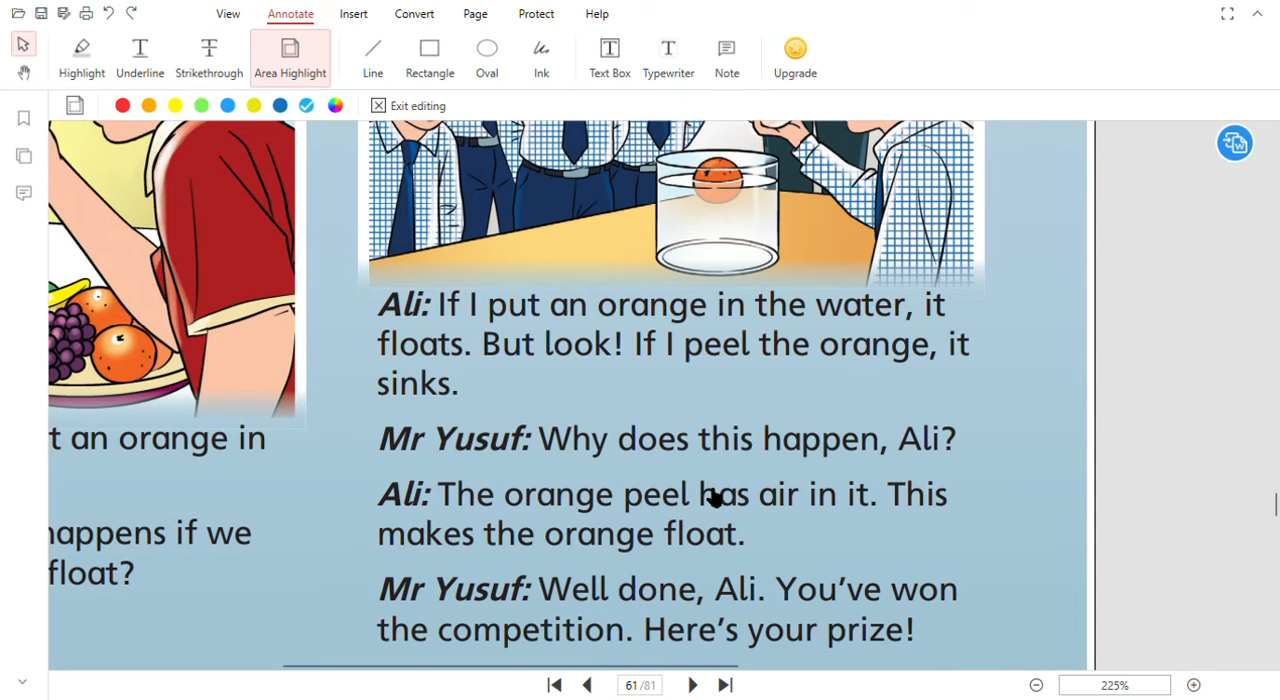 View Annotate Insert Convert Page Protect Help
Highlight Underline Strikethrough Area Highlight Line Rectangle Oval Ink Text Box Typewriter Note Upgrade
Exit editing
t an orange in
happens if we
float?
Ali: If I put an orange in the water, it
floats. But look! If I peel the orange, it
sinks.
Mr Yusuf: Why does this happen, Ali?
Ali: The orange peel has air in it. This
makes the orange float.
Mr Yusuf: Well done, Ali. You've won
the competition. Here's your prize!
61/81 225%